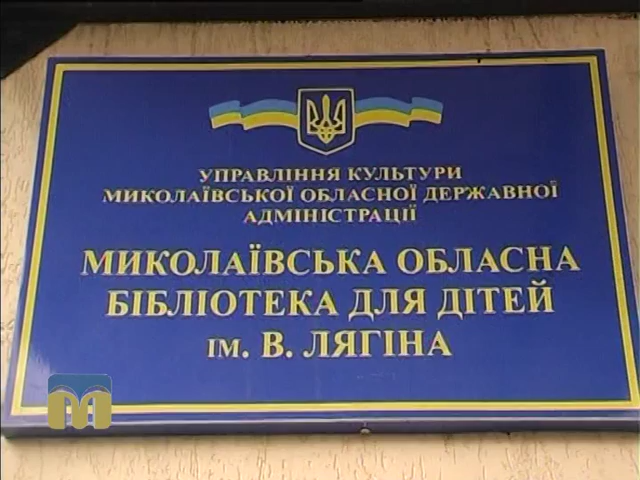 УПРАВЛІННЯ КУЛЬТУРИ
МИКОЛАЇВСЬКОЇ ОБЛАСНОЇ ДЕРЖАВНОЇ
АДМІНІСТРАЦІЇ
МИКОЛАЇВСЬКА ОБЛАСНА
БІБЛІОТЕКА ДЛЯ ДІТЕЙ
ІМ. В. ЛЯГІНА
М